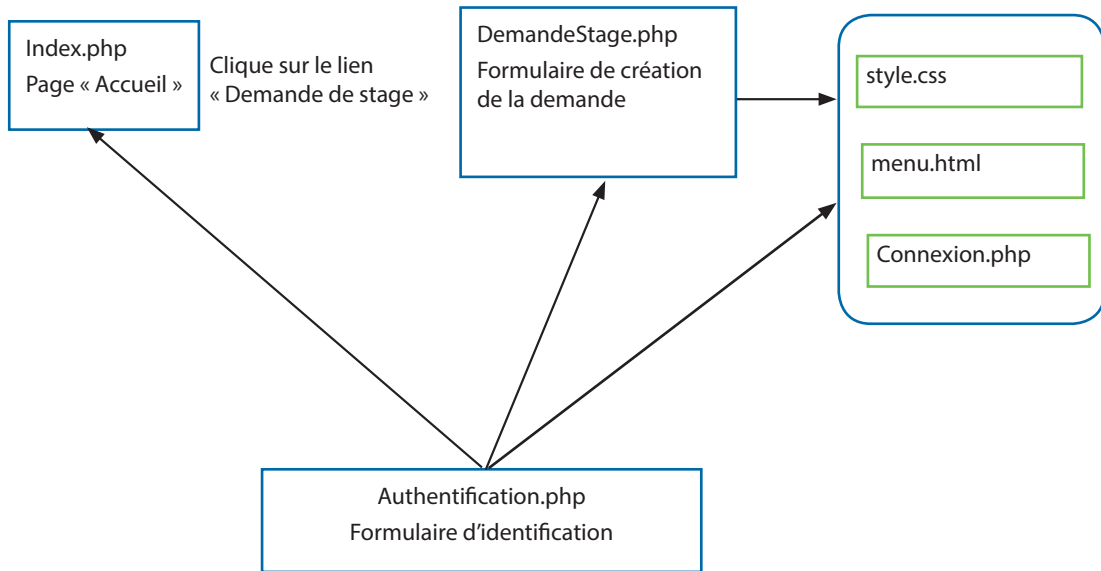 Index.php
Page « Accueil »
Clique sur le lien
« Demande de stage »
DemandeStage.php
Formulaire de création
de la demande
style.css
menu.html
Connexion.php
Authentification.php
Formulaire d’identification